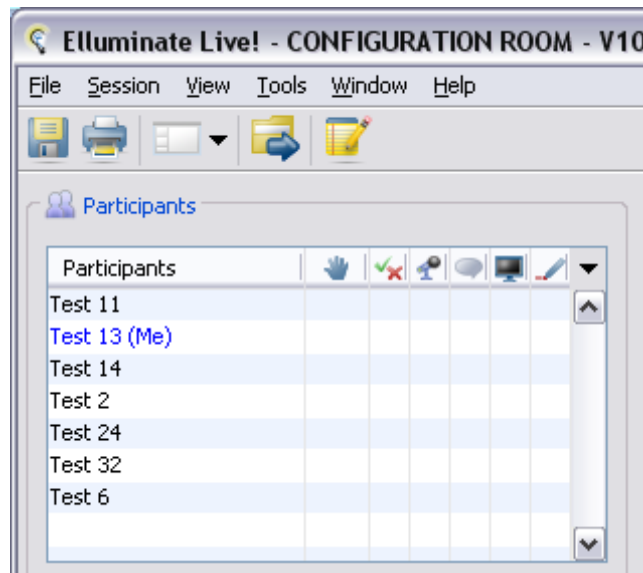 Elluminate Live! - CONFIGURATION ROOM - V10
File Session View Tools Window Help
Participants
Participants
Test 11
Test 13 (Me)
Test 14
Test 2
Test 24
Test 32
Test 6